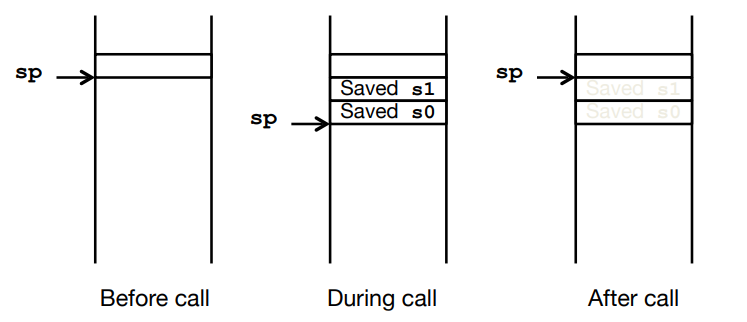 sp
sp
sp
Saved s1
Saved s0
Saved s1
Saved s0
Before call
During call
After call